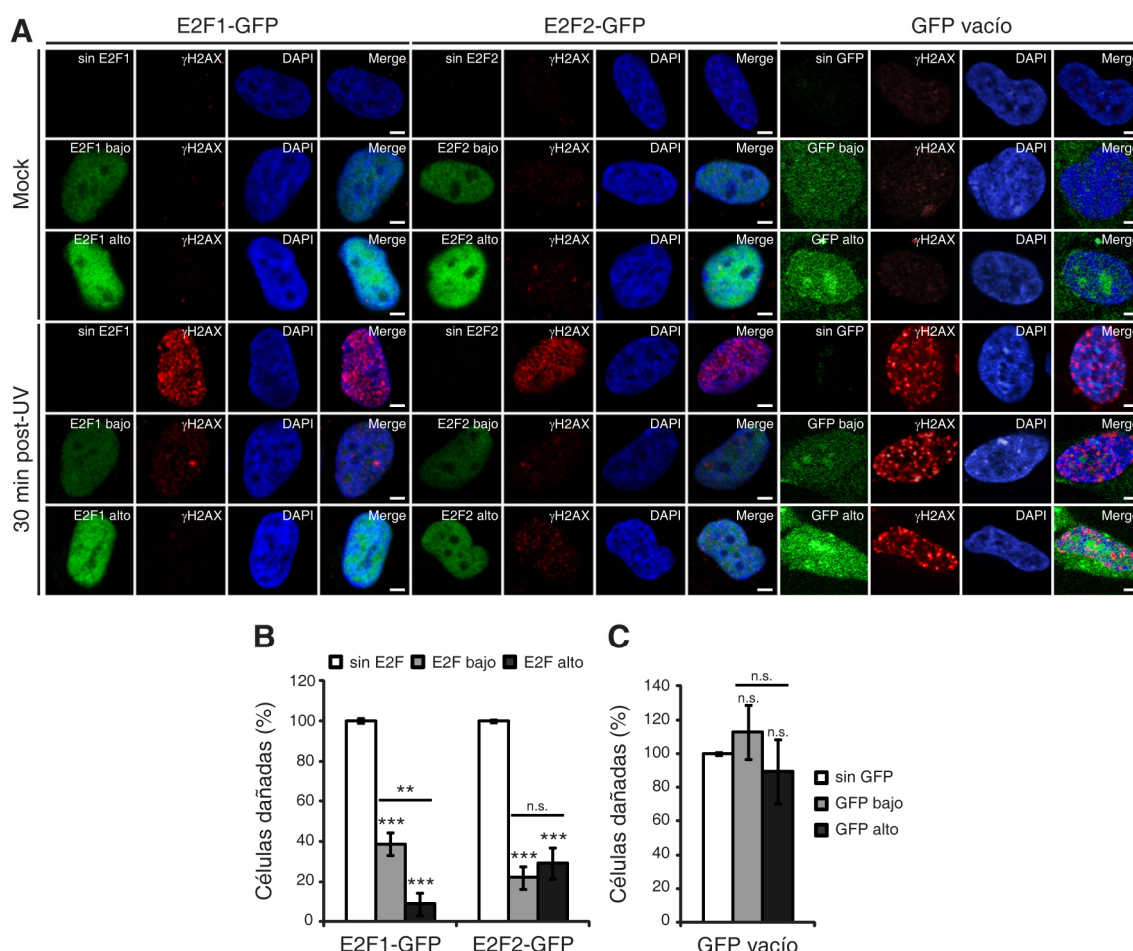 A
E2F1-GFP E2F2-GFP GFP vacío
sin E2F1 γH2AX DAPI Merge sin E2F2 γH2AX DAPI Merge sin GFP γH2AX DAPI Merge
Mock
E2F1 bajo γH2AX DAPI Merge E2F2 bajo γH2AX DAPI Merge GFP bajo γH2AX DAPI Merge
E2F1 alto γH2AX DAPI Merge E2F2 alto γH2AX DAPI Merge GFP alto γH2AX DAPI Merge
sin E2F1 γH2AX DAPI Merge sin E2F2 γH2AX DAPI Merge sin GFP γH2AX DAPI Merge
30 min post-UV
E2F1 bajo γH2AX DAPI Merge E2F2 bajo γH2AX DAPI Merge GFP bajo γH2AX DAPI Merge
E2F1 alto γH2AX DAPI Merge E2F2 alto γH2AX DAPI Merge GFP alto γH2AX DAPI Merge
B
sin E2F E2F bajo E2F alto
Células dañadas (%)
120
100
80
60
40
20
0
**
***
***
n.s.
***
***
E2F1-GFP E2F2-GFP
C
Células dañadas (%)
140
120
100
80
60
40
20
0
n.s.
n.s.
n.s.
sin GFP
GFP bajo
GFP alto
GFP vacío